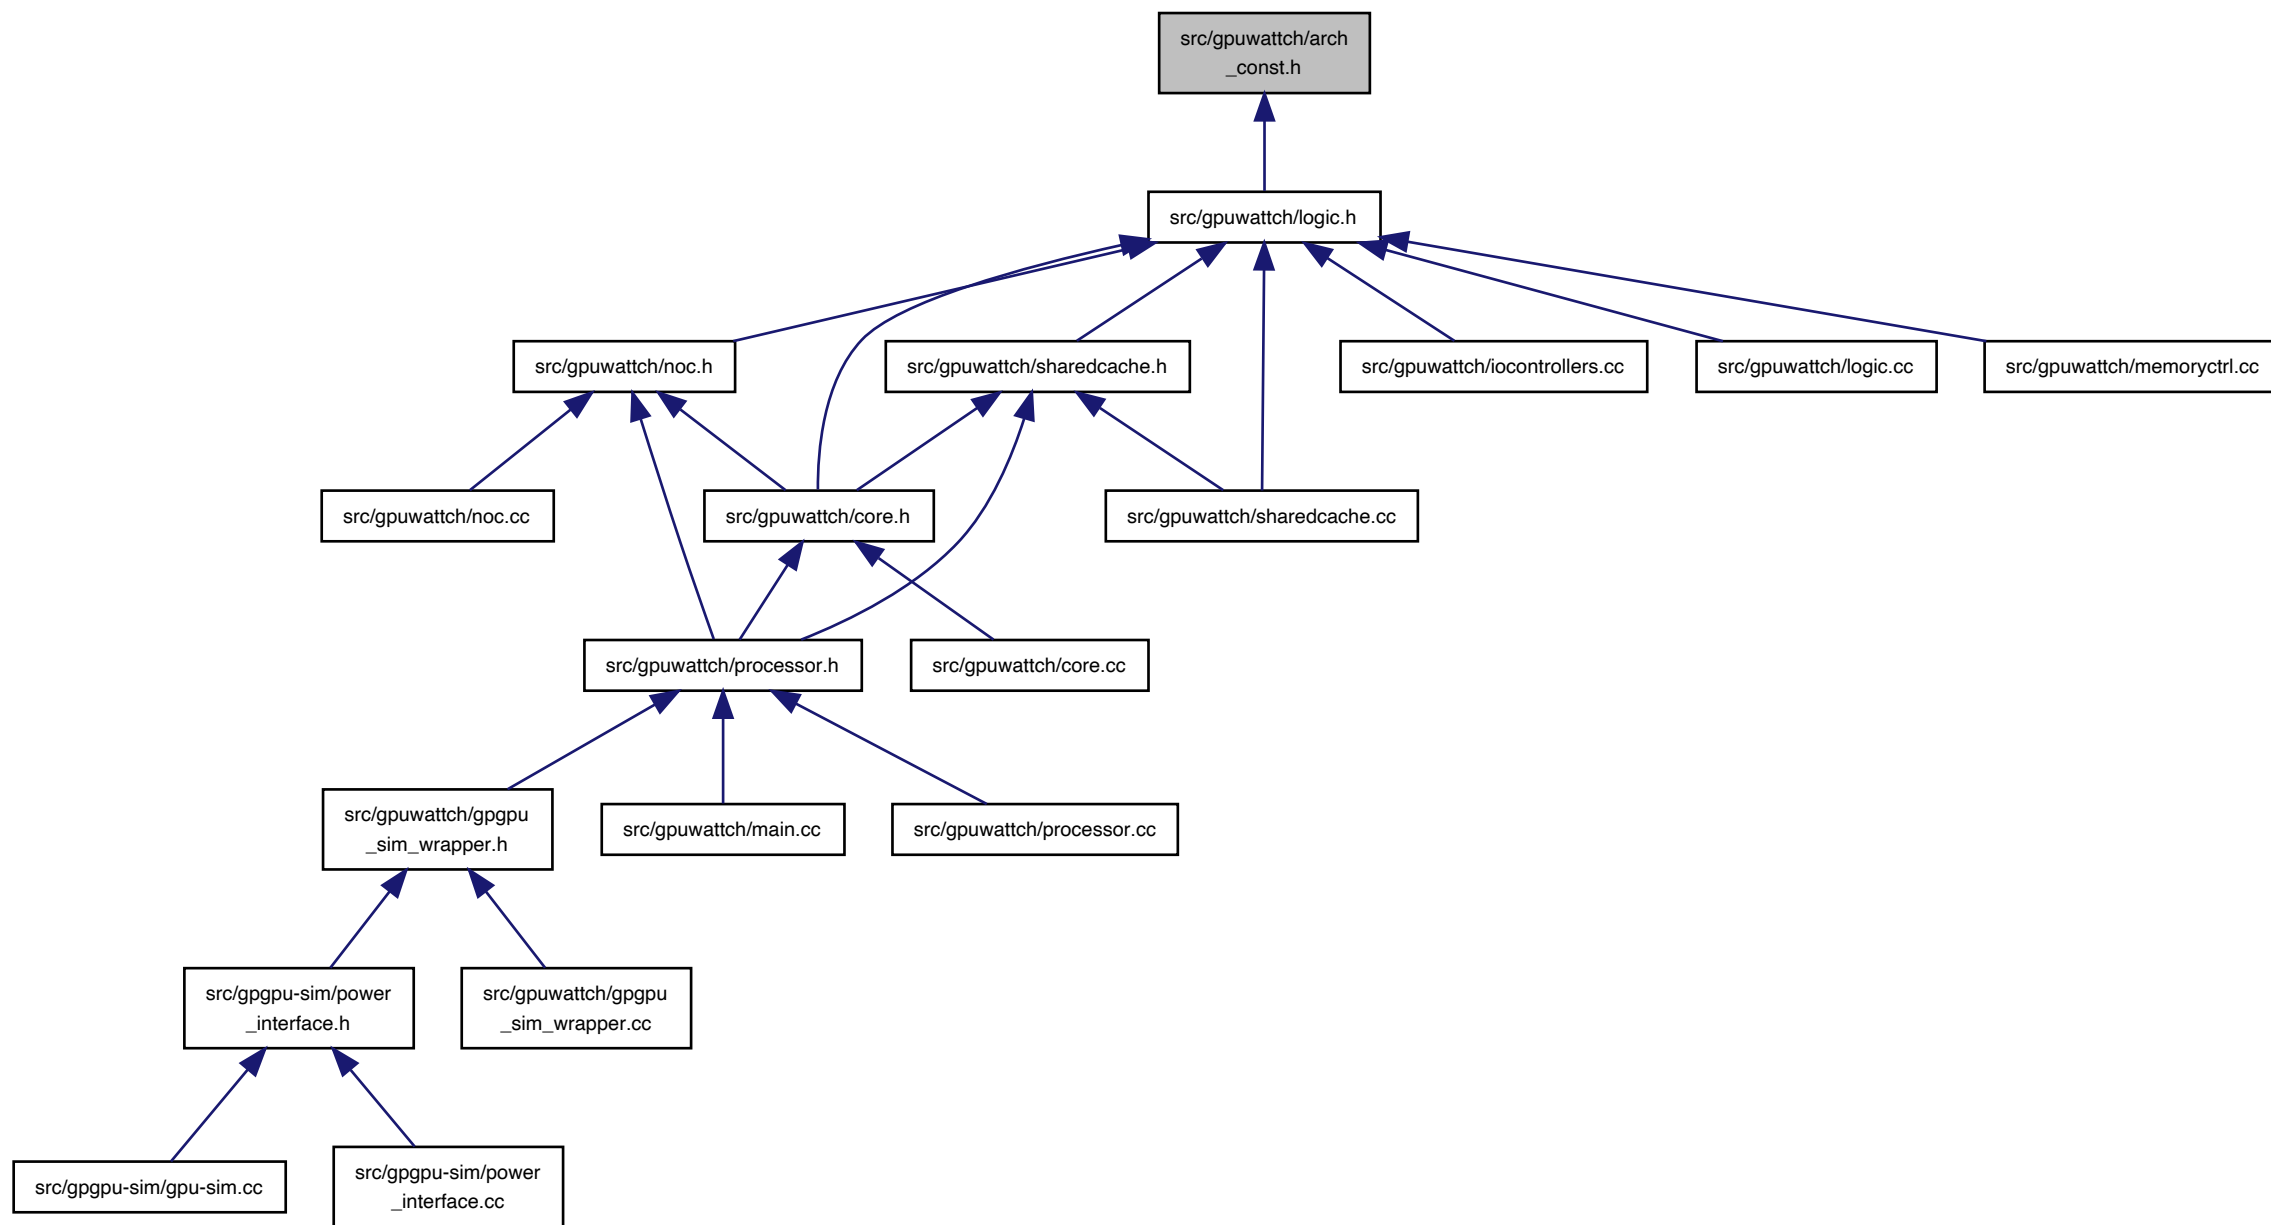 src/gpuwattch/arch
_const.h
src/gpuwattch/logic.h
src/gpuwattch/noc.h
src/gpuwattch/sharedcache.h
src/gpuwattch/iocontrollers.cc
src/gpuwattch/logic.cc
src/gpuwattch/memoryctrl.cc
src/gpuwattch/noc.cc
src/gpuwattch/core.h
src/gpuwattch/sharedcache.cc
src/gpuwattch/processor.h
src/gpuwattch/core.cc
src/gpuwattch/gpgpu
_sim_wrapper.h
src/gpuwattch/main.cc
src/gpuwattch/processor.cc
src/gpgpu-sim/power
_interface.h
src/gpuwattch/gpgpu
_sim_wrapper.cc
src/gpgpu-sim/gpu-sim.cc
src/gpgpu-sim/power
_interface.cc